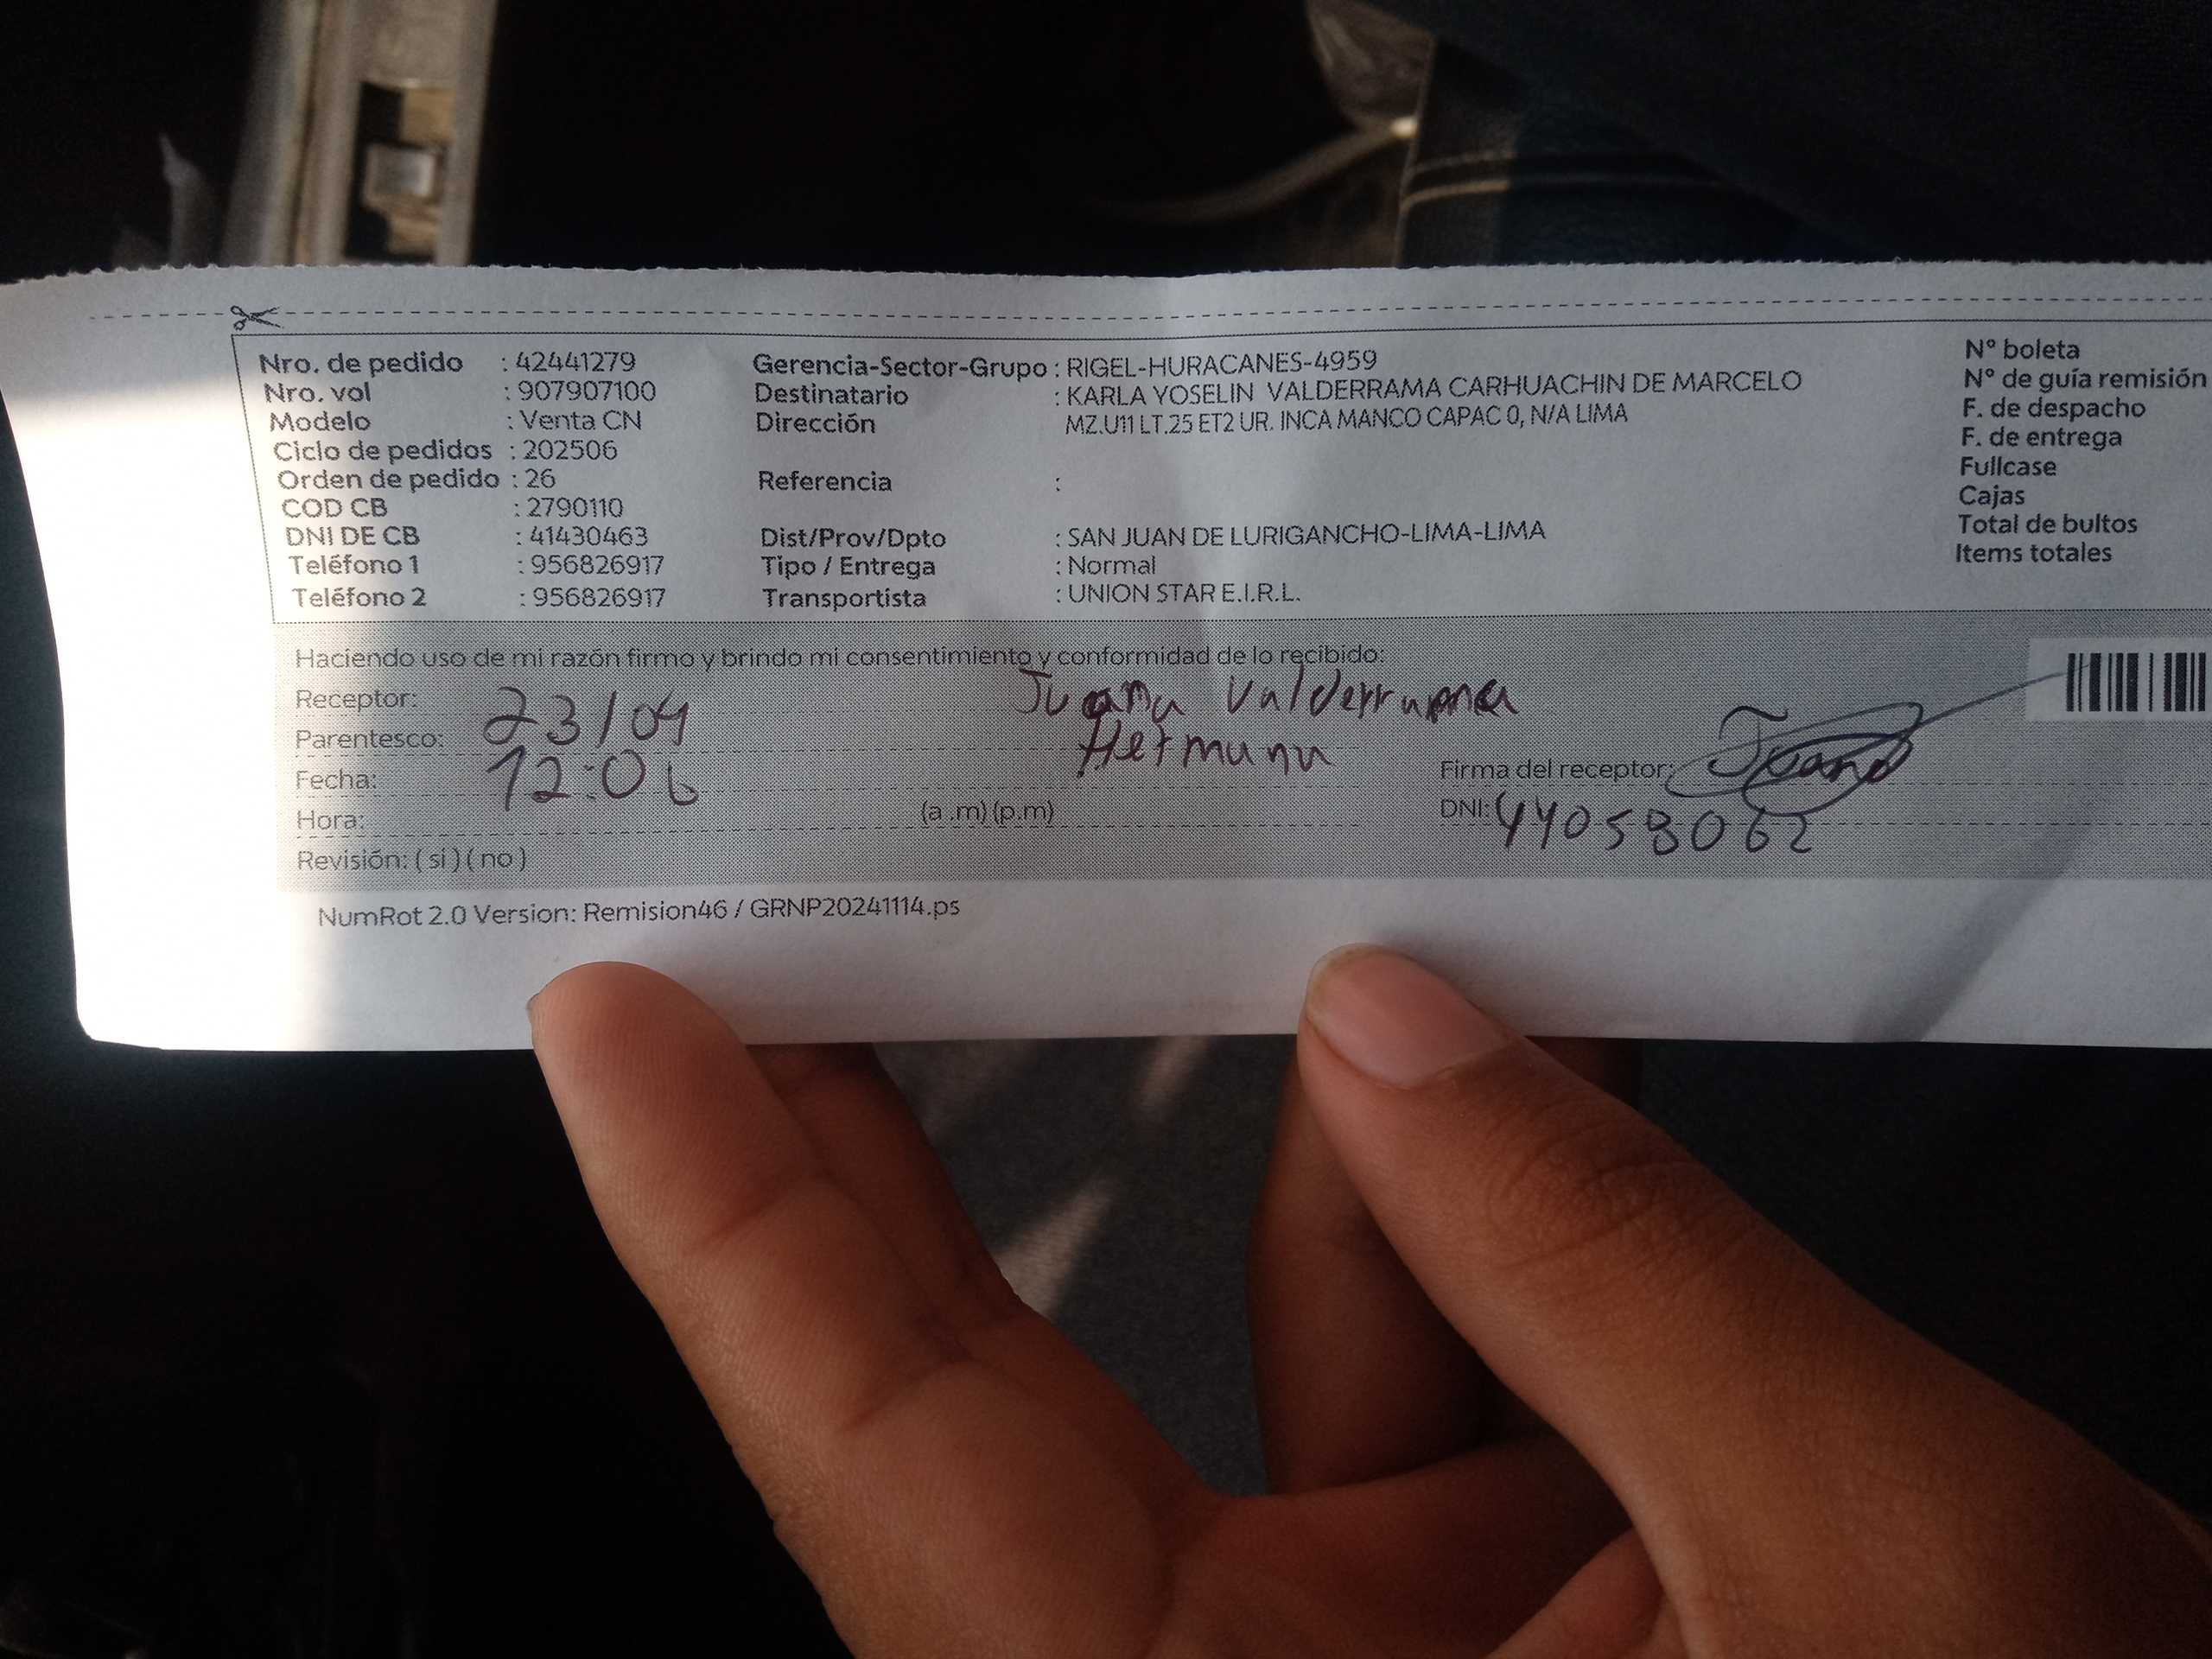 Nro. de pedido : 42441279 Gerencia-Sector-Grupo : RIGEL-HURACANES-4959 N° boleta
Nro. vol : 907907100 Destinatario : KARLA YOSELIN VALDERRAMA CARHUACHIN DE MARCELO N° de guía remisión
Modelo : Venta CN Dirección MZ.U11 LT.25 ET2 UR. INCA MANCO CAPAC 0, N/A LIMA F. de despacho
Ciclo de pedidos : 202506 F. de entrega
Orden de pedido : 26 Referencia : Fullcase
COD CB : 2790110 Cajas
DNI DE CB : 41430463 Dist/Prov/Dpto : SAN JUAN DE LURIGANCHO-LIMA-LIMA Total de bultos
Teléfono 1 : 956826917 Tipo / Entrega : Normal Items totales
Teléfono 2 : 956826917 Transportista : UNION STAR E.I.R.L.
Haciendo uso de mi razón firmo y brindo mi consentimiento y conformidad de lo recibido:
Receptor: 23/04 Juana Valderrama
Parentesco: Hermana
Fecha: 12:06 Firma del receptor: Juana
Hora: (a .m) (p.m) DNI: 44058062
Revisión: ( si ) ( no )
NumRot 2.0 Version: Remision46 / GRNP20241114.ps